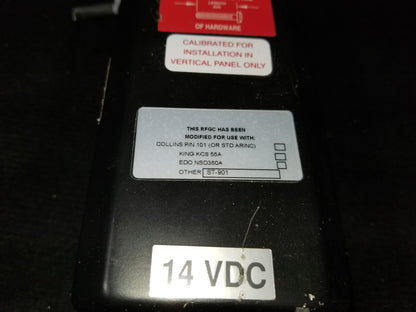 LENGTH
OF HARDWARE
CALIBRATED FOR
INSTALLATION IN
VERTICAL PANEL ONLY
THIS RFGC HAS BEEN
MODIFIED FOR USE WITH:
COLLINS P/N 101 (OR STD ARINC)
KING KCS 55A
EDO NSD360A
OTHER ST-901
14 VDC